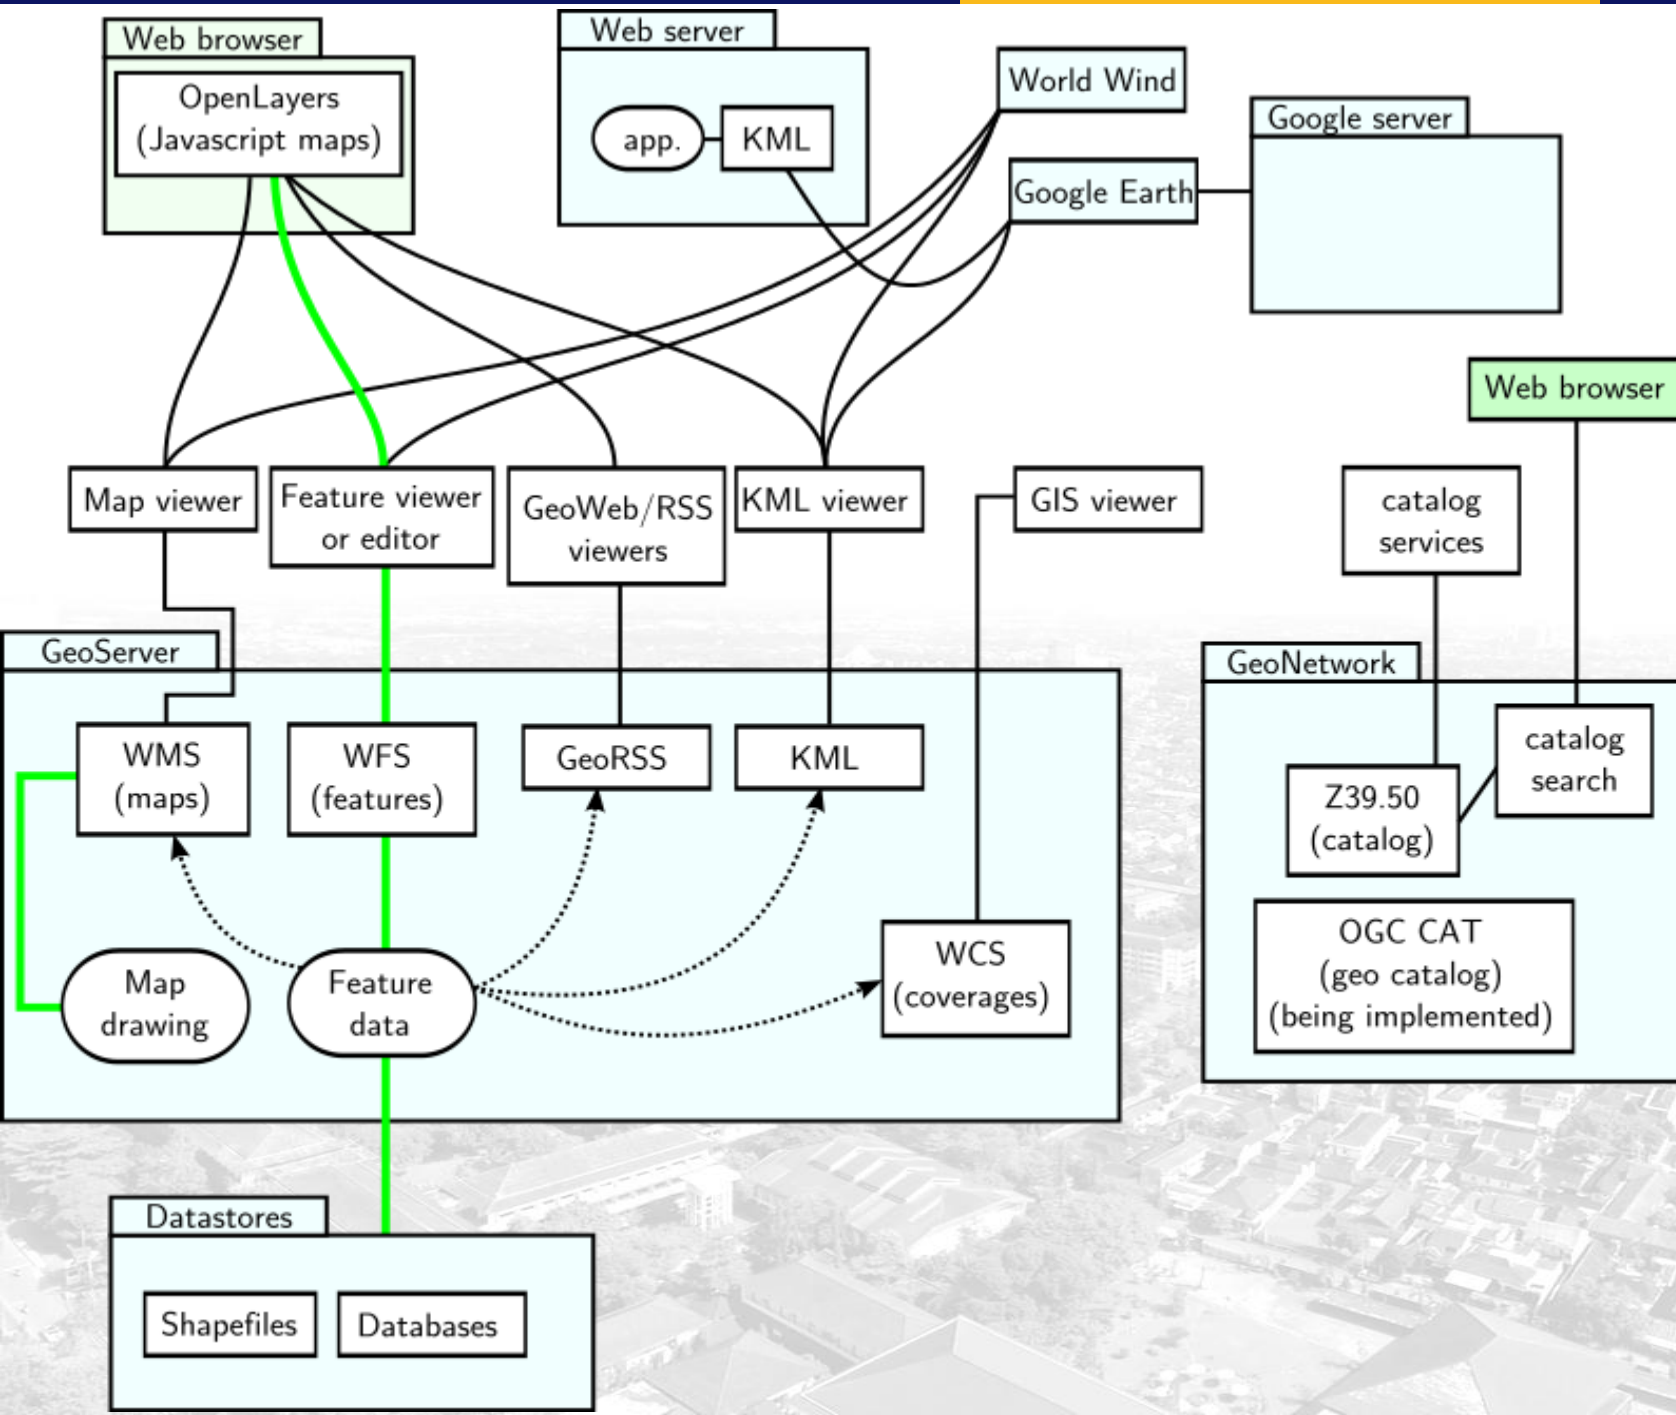 Web browser
OpenLayers
(Javascript maps)
Web server
app.
KML
World Wind
Google Earth
Google server
Web browser
Map viewer
Feature viewer
or editor
GeoWeb/RSS
viewers
KML viewer
GIS viewer
catalog
services
GeoServer
WMS
(maps)
WFS
(features)
GeoRSS
KML
Map
drawing
Feature
data
WCS
(coverages)
GeoNetwork
Z39.50
(catalog)
catalog
search
OGC CAT
(geo catalog)
(being implemented)
Datastores
Shapefiles
Databases